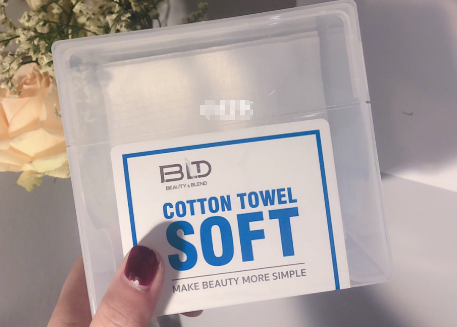 BLD
BEAUTY & BLEND
COTTON TOWEL
SOFT
MAKE BEAUTY MORE SIMPLE